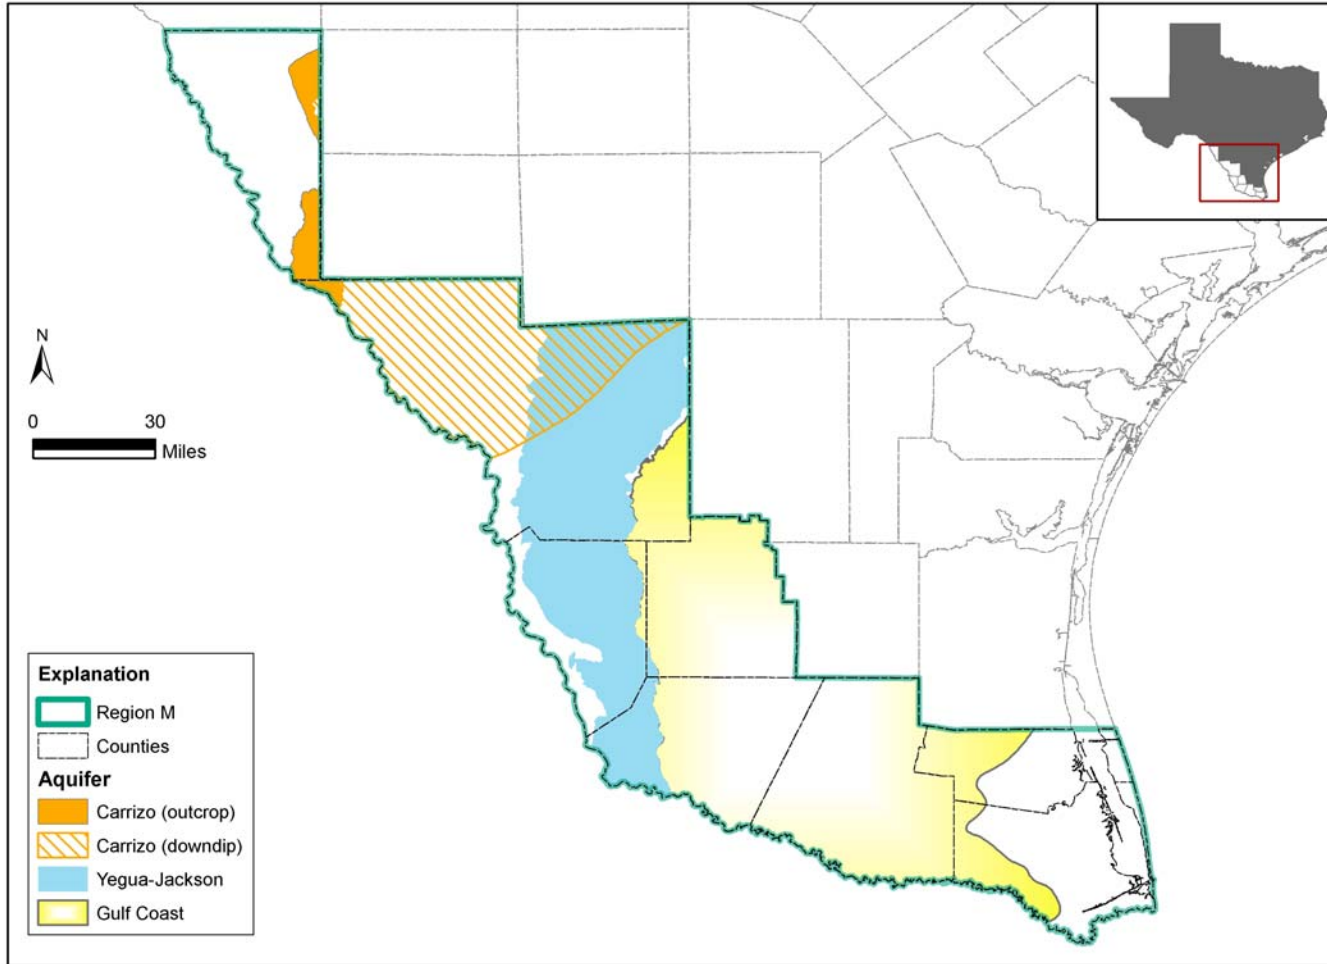 N
0 30
Miles
Explanation
Region M
Counties
Aquifer
Carrizo (outcrop)
Carrizo (downdip)
Yegua-Jackson
Gulf Coast